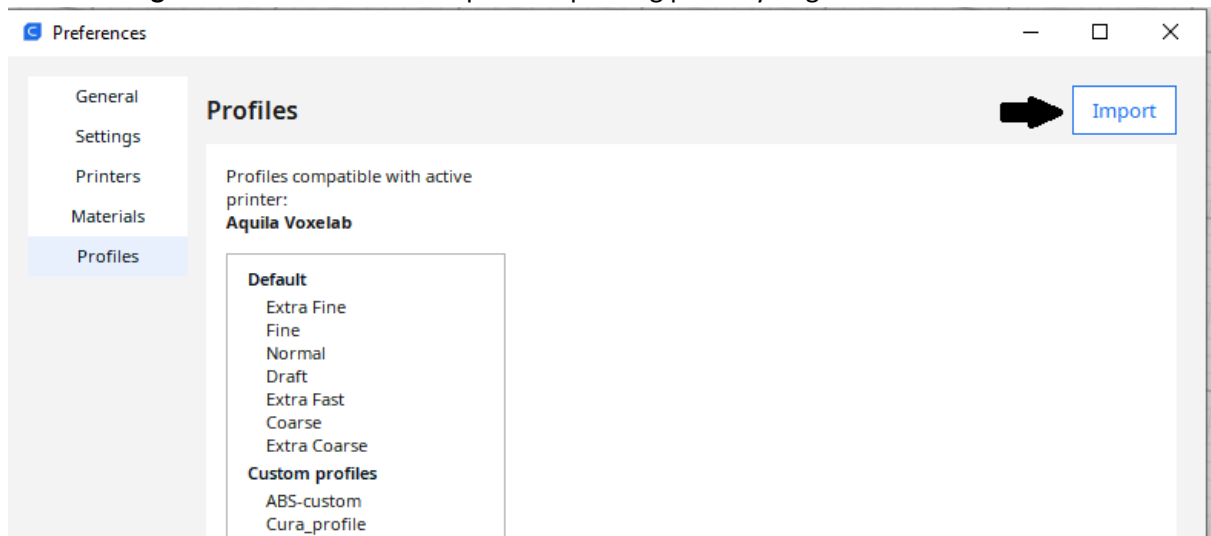 Preferences
General
Settings
Printers
Materials
Profiles
Profiles
Import
Profiles compatible with active
printer:
Aquila Voxelab
Default
Extra Fine
Fine
Normal
Draft
Extra Fast
Coarse
Extra Coarse
Custom profiles
ABS-custom
Cura_profile